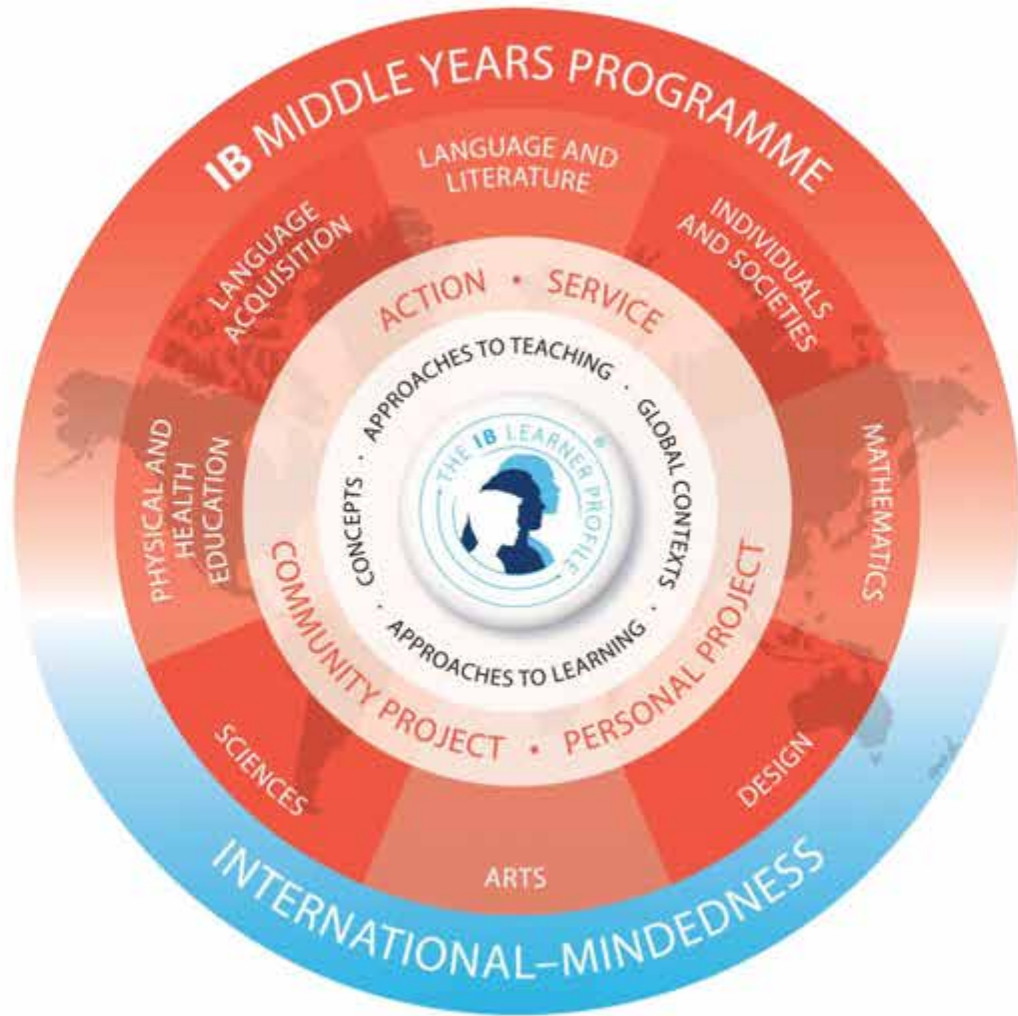 IB MIDDLE YEARS PROGRAMME
LANGUAGE AND
LITERATURE
LANGUAGE
ACQUISITION
INDIVIDUALS
AND SOCIETIES
PHYSICAL AND
HEALTH
EDUCATION
MATHEMATICS
SCIENCES
DESIGN
ARTS
ACTION • SERVICE
COMMUNITY PROJECT • PERSONAL PROJECT
APPROACHES TO TEACHING · GLOBAL CONTEXTS · APPROACHES TO LEARNING · CONCEPTS ·
THE IB LEARNER PROFILE ®
INTERNATIONAL–MINDEDNESS